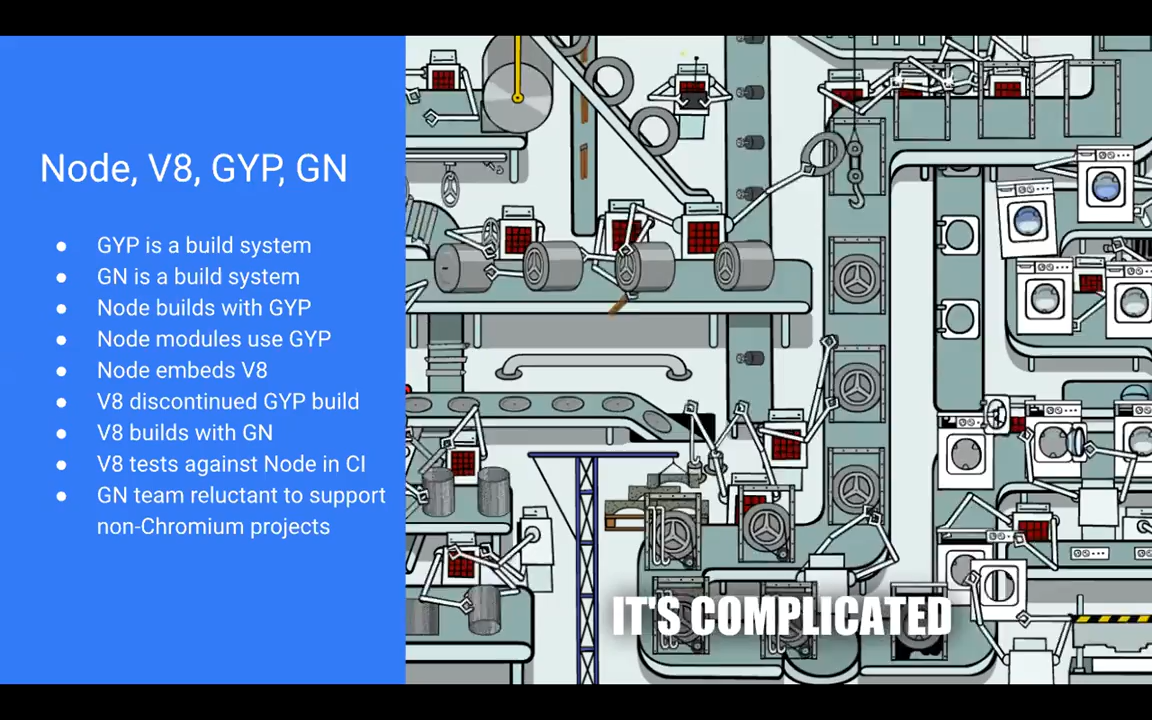 Node, V8, GYP, GN
● GYP is a build system
● GN is a build system
● Node builds with GYP
● Node modules use GYP
● Node embeds V8
● V8 discontinued GYP build
● V8 builds with GN
● V8 tests against Node in CI
● GN team reluctant to support
non-Chromium projects
IT'S COMPLICATED